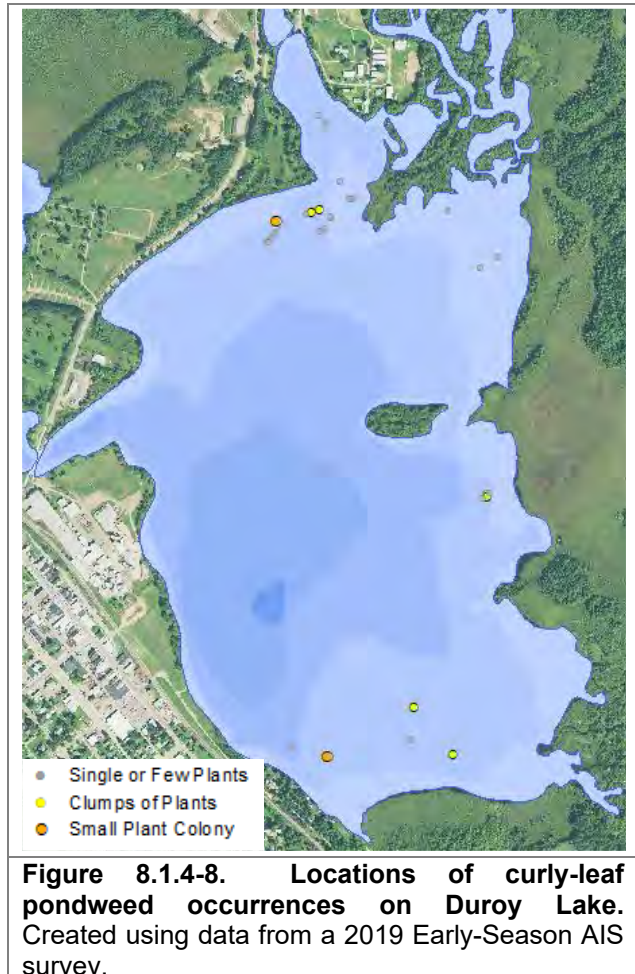 Single or Few Plants
Clumps of Plants
Small Plant Colony
Figure 8.1.4-8. Locations of curly-leaf
pondweed occurrences on Duroy Lake.
Created using data from a 2019 Early-Season AIS
survey.